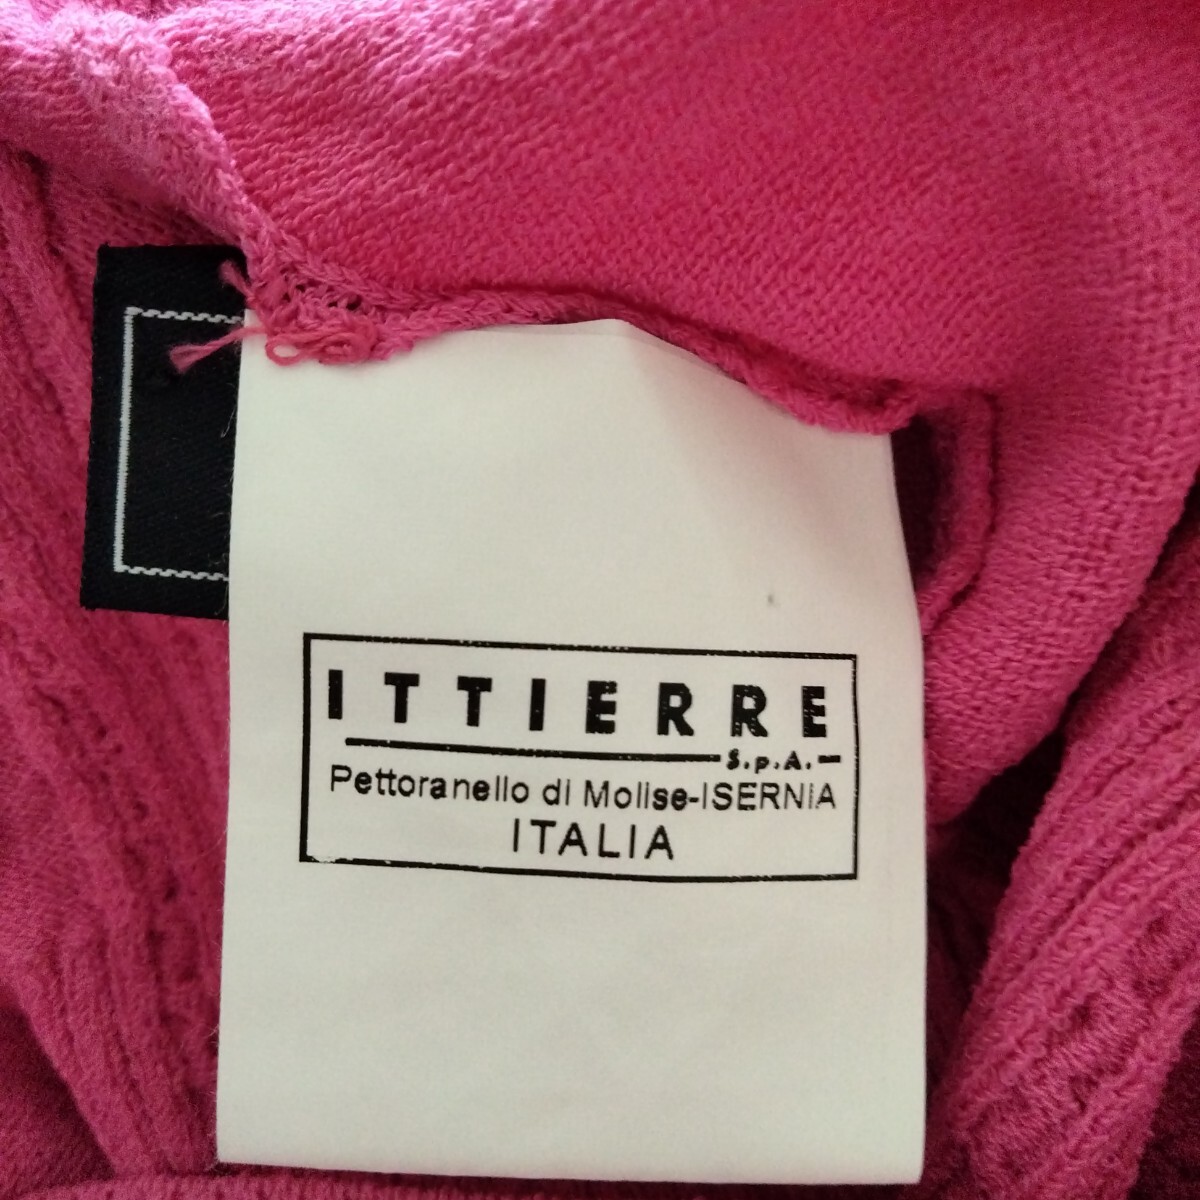 ITTIERRE
S.p.A.
Pettoranello di Molise-ISERNIA
ITALIA